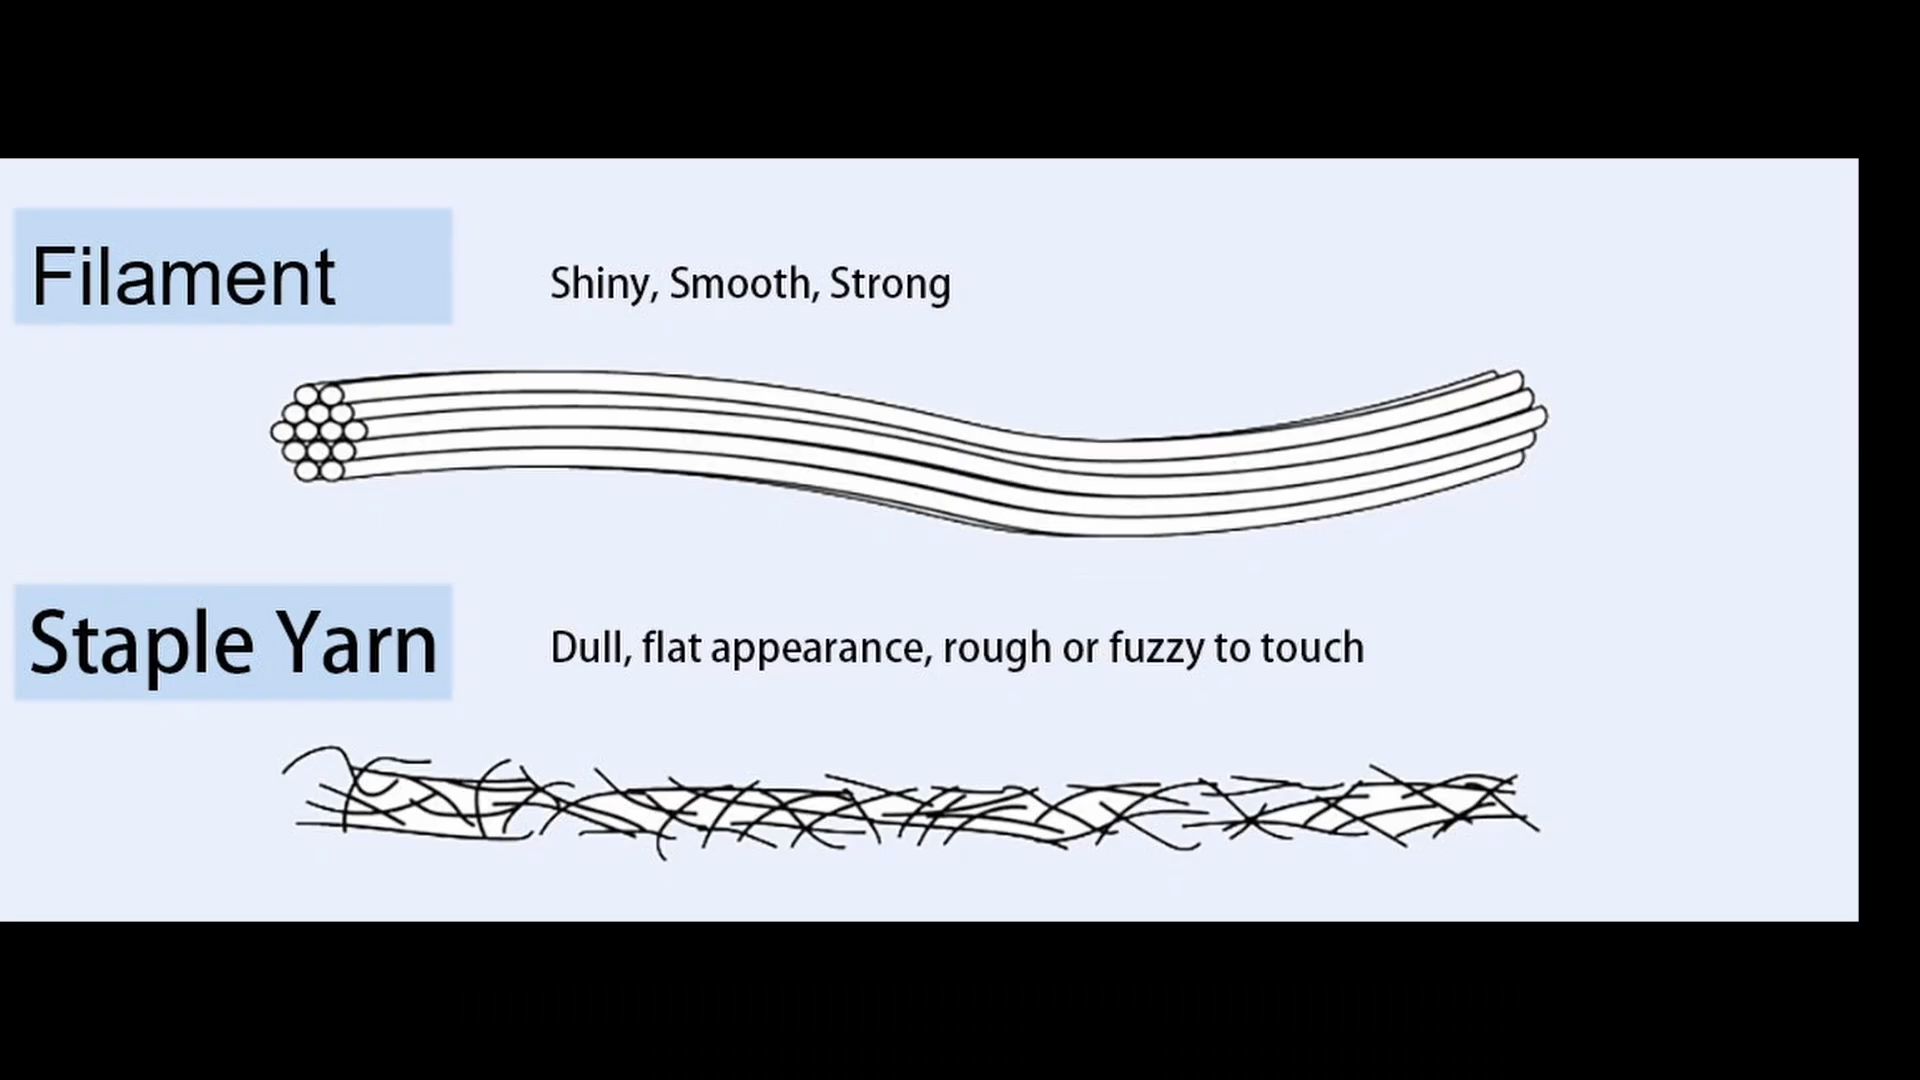 Filament
Shiny, Smooth, Strong
Staple Yarn
Dull, flat appearance, rough or fuzzy to touch